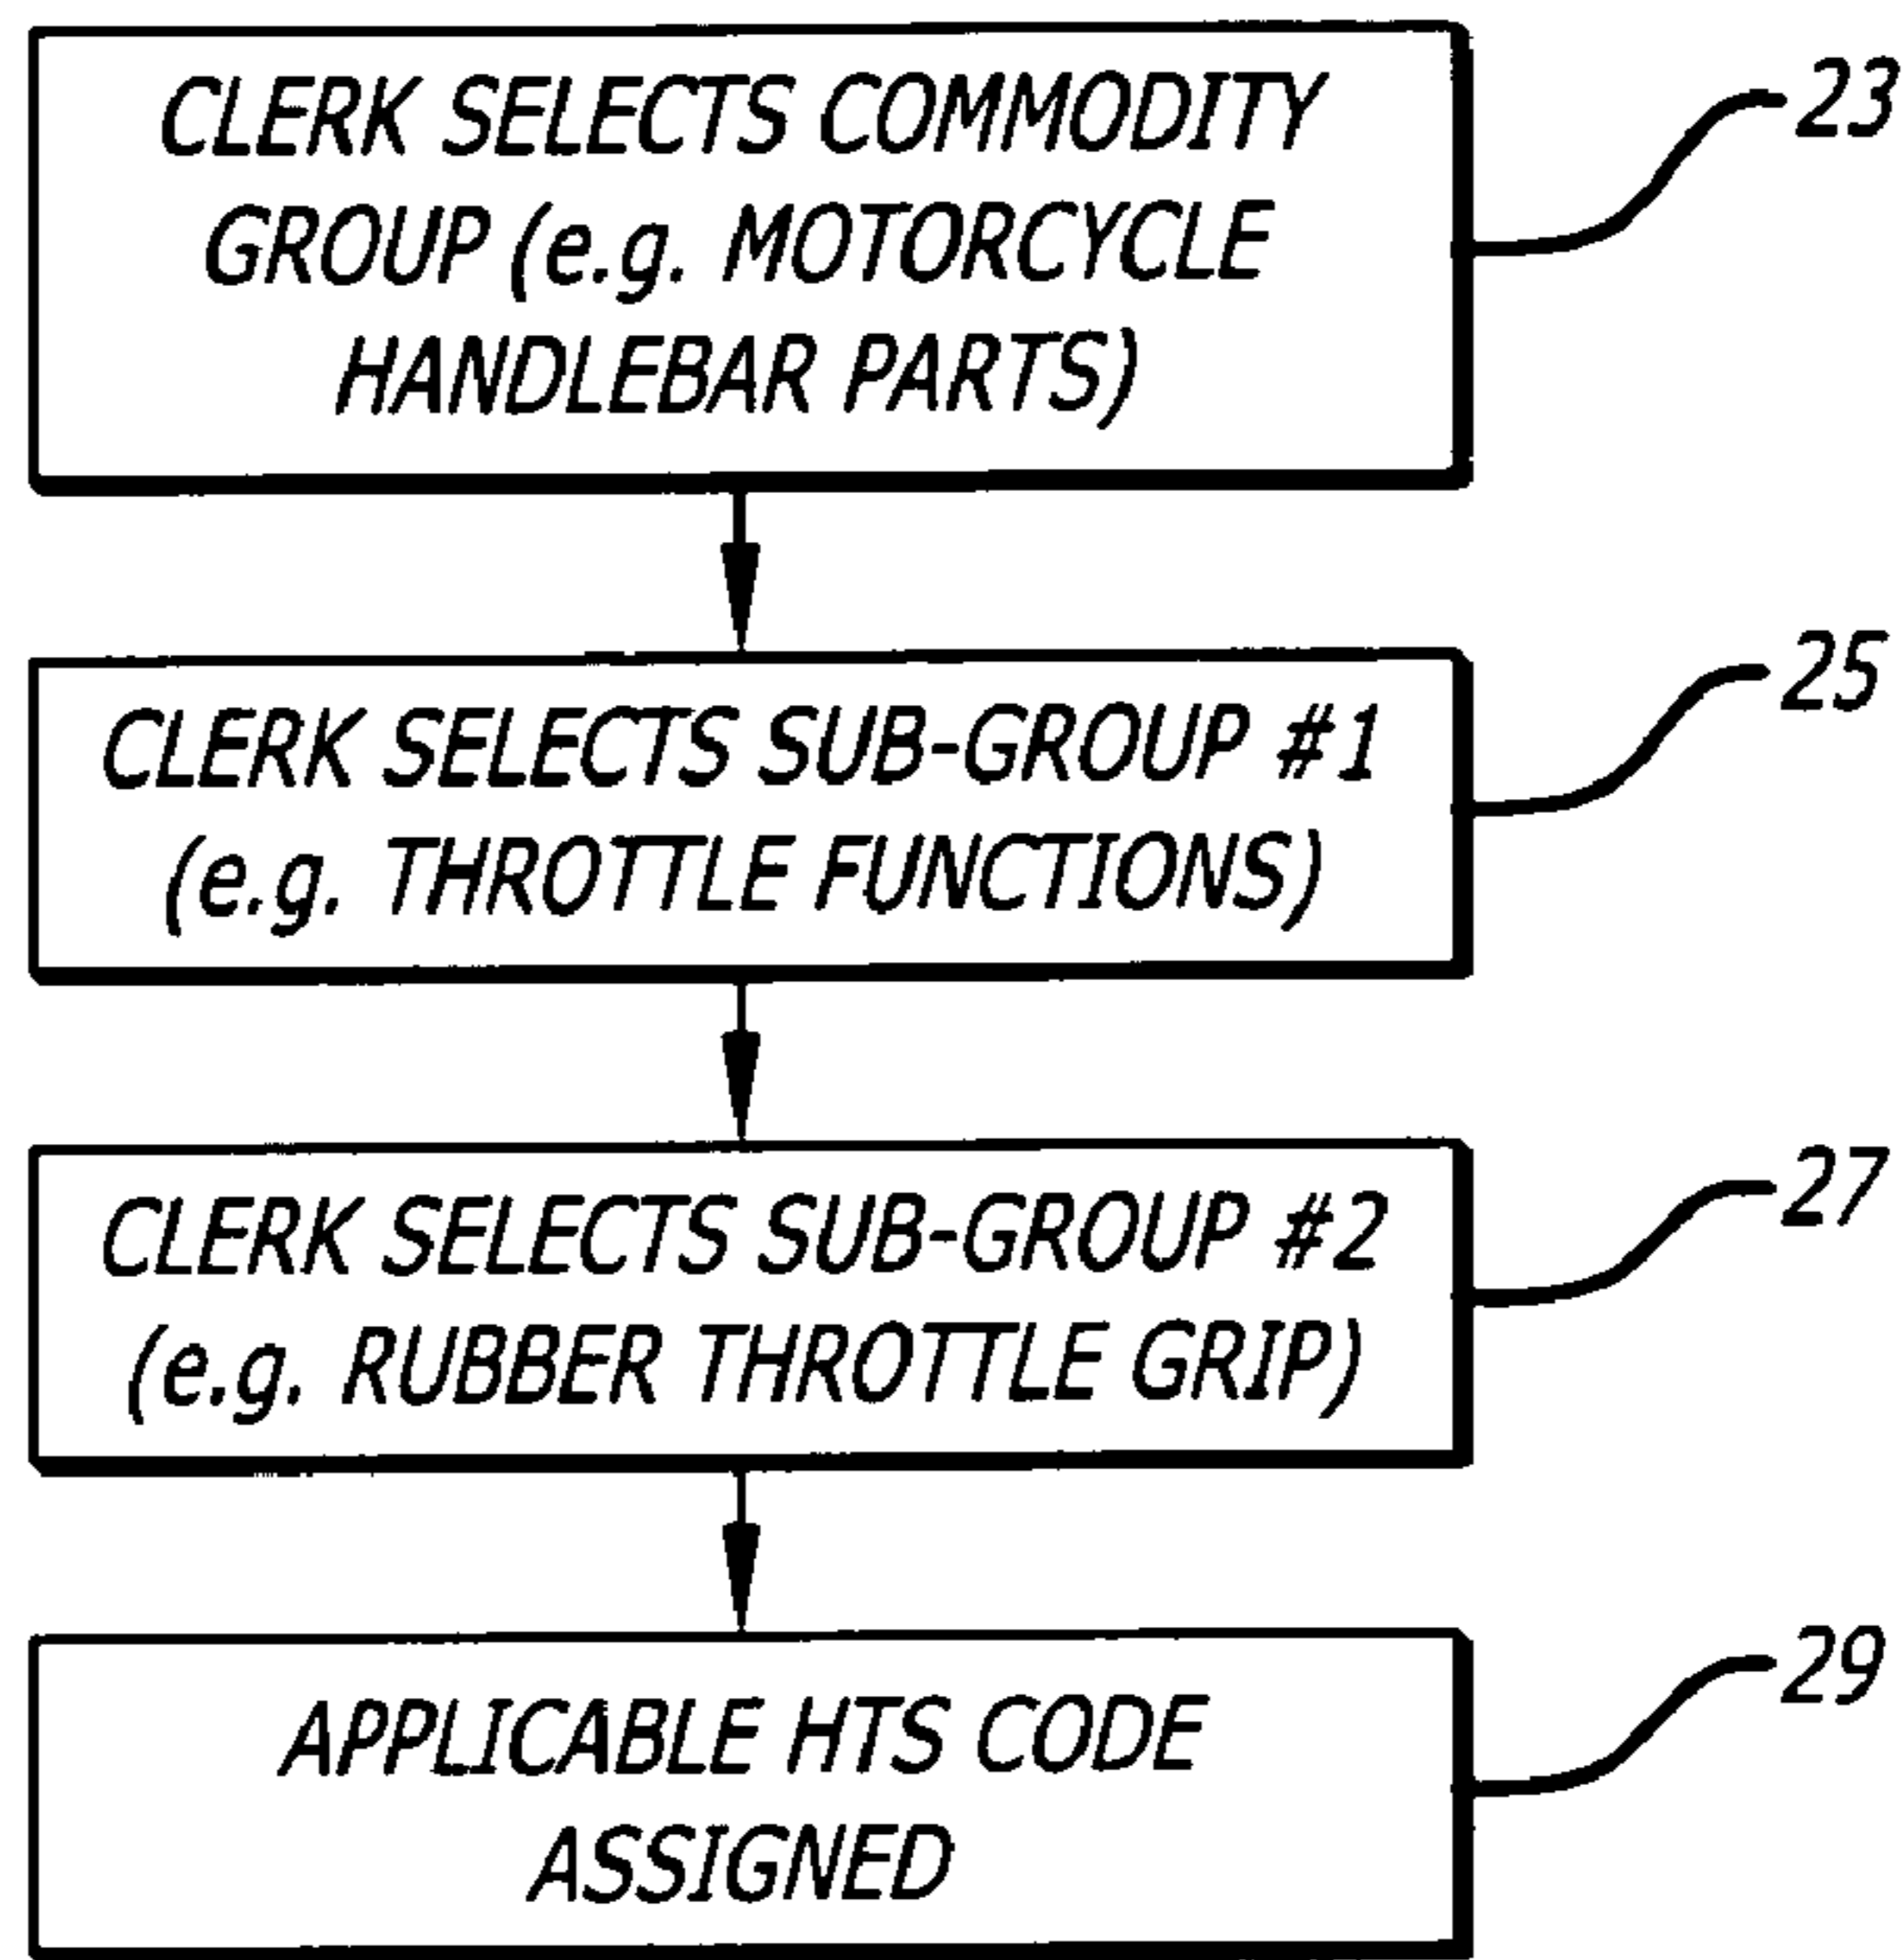 CLERK SELECTS COMMODITY
GROUP (e.g. MOTORCYCLE
HANDLEBAR PARTS)
23
CLERK SELECTS SUB-GROUP #1
(e.g. THROTTLE FUNCTIONS)
25
CLERK SELECTS SUB-GROUP #2
(e.g. RUBBER THROTTLE GRIP)
27
APPLICABLE HTS CODE
ASSIGNED
29